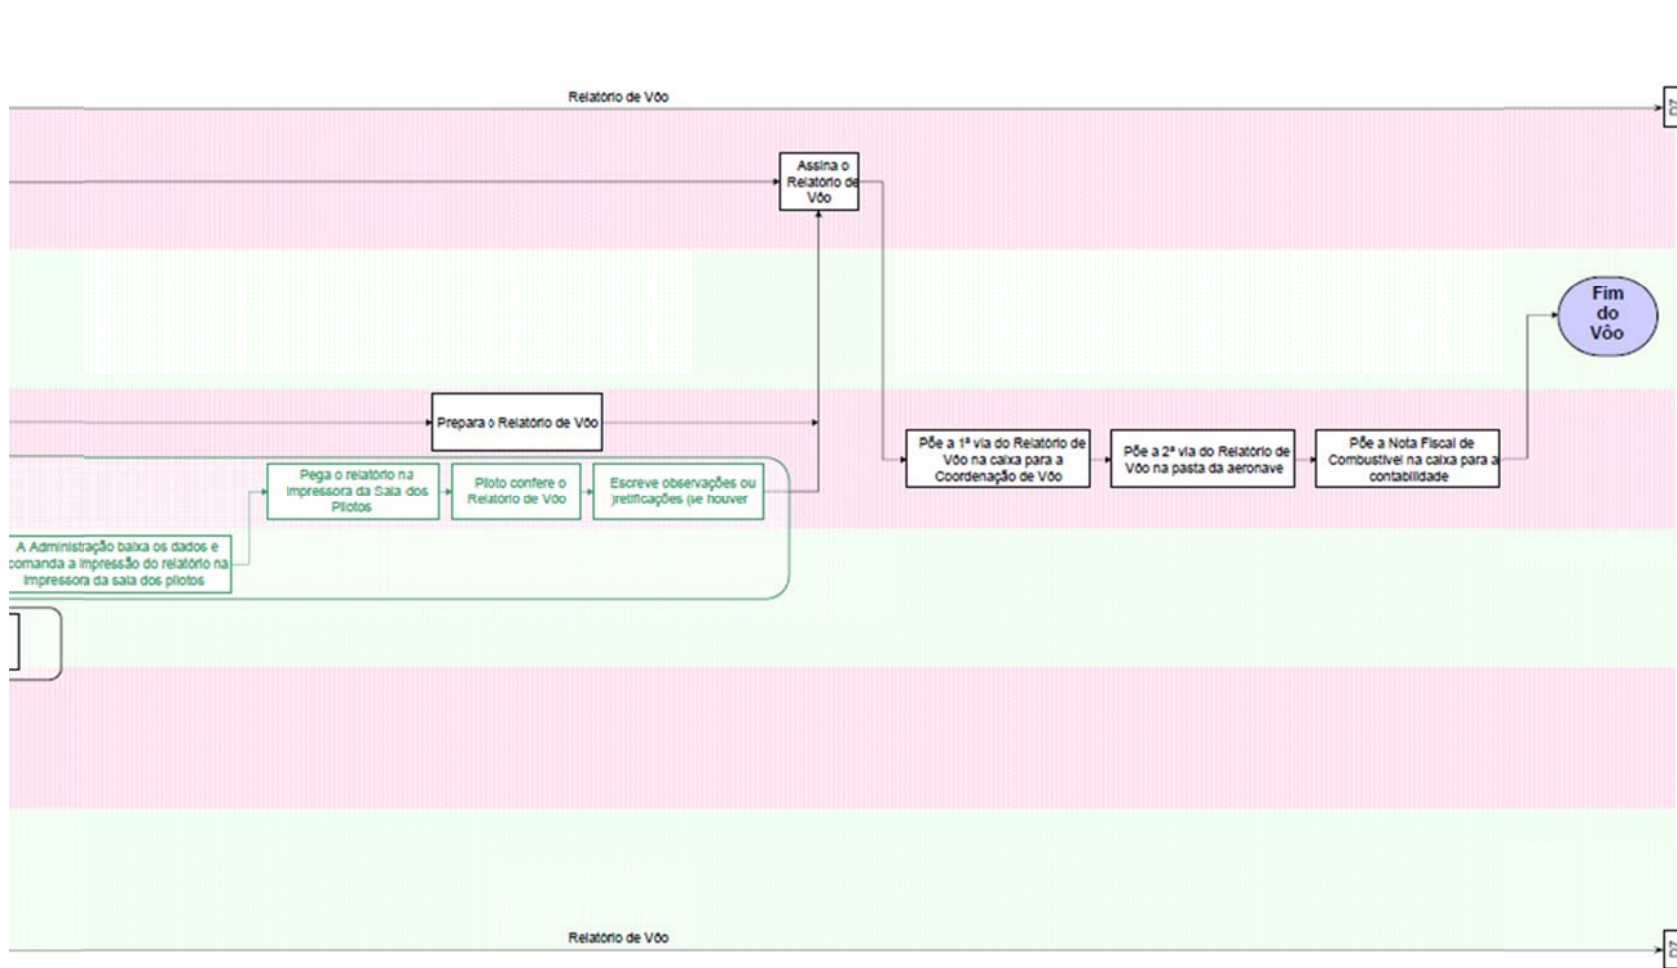 Relatório de Vôo
Assina o
Relatório de
Vôo
Fim
do
Vôo
Prepara o Relatório de Vôo
Põe a 1ª via do Relatório de
Vôo na caixa para a
Coordenação de Vôo
Põe a 2ª via do Relatório de
Vôo na pasta da aeronave
Põe a Nota Fiscal de
Combustível na caixa para a
contabilidade
Pega o relatório na
Impressora da Sala dos
Pilotos
Piloto confere o
Relatório de Vôo
Escreve observações ou
)retificações (se houver
A Administração baixa os dados e
comanda a impressão do relatório na
impressora da sala dos pilotos
Relatório de Vôo